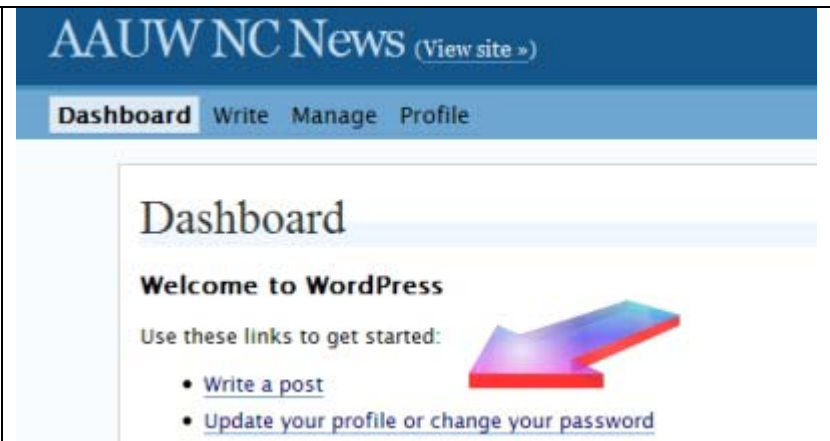 AAUW NC News (View site »)
Dashboard Write Manage Profile
Dashboard
Welcome to WordPress
Use these links to get started:
• Write a post
• Update your profile or change your password